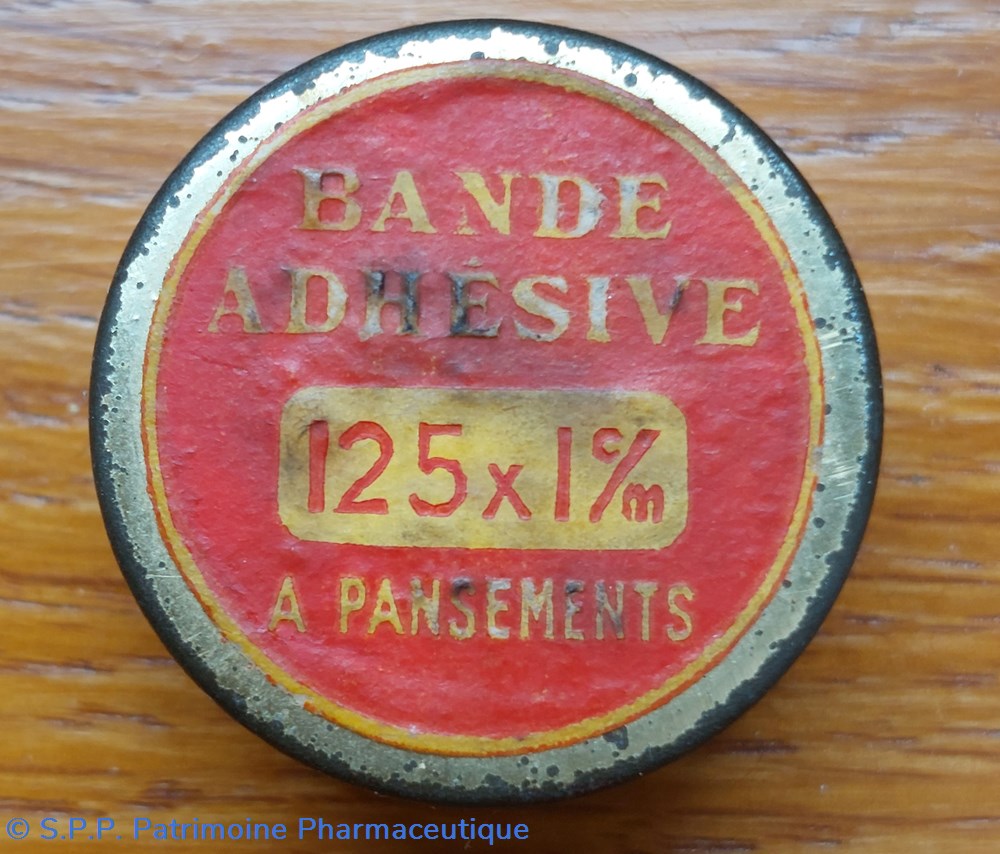 BANDE
ADHÉSIVE
125 x 1 c/m
A PANSEMENTS
© S.P.P. Patrimoine Pharmaceutique